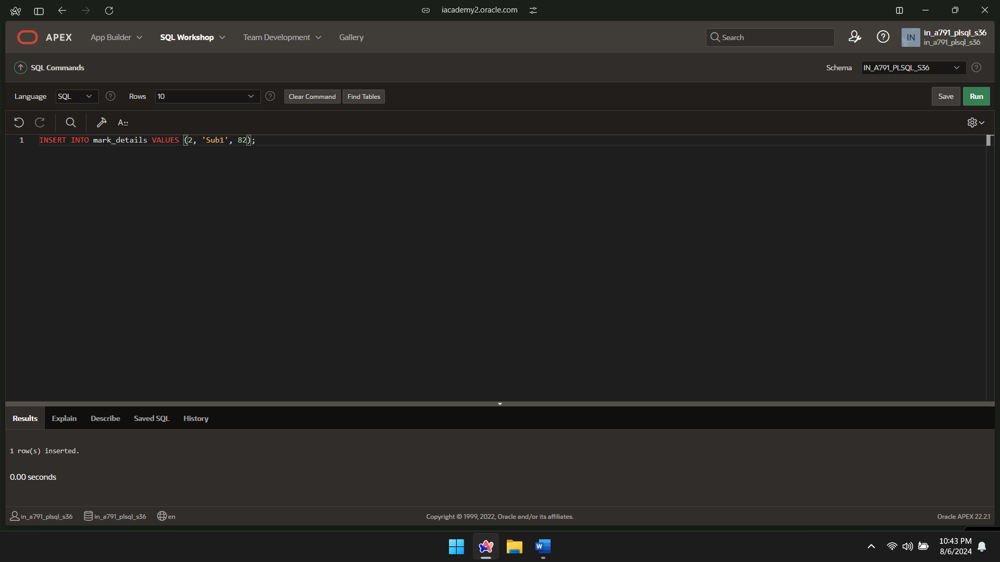 iacademy2.oracle.com
APEX App Builder SQL Workshop Team Development Gallery Search IN in_a791_plsql_s36
in_a791_plsql_s36
SQL Commands Schema IN_A791_PLSQL_S36
Language SQL Rows 10 Clear Command Find Tables Save Run
1 INSERT INTO mark_details VALUES (2, 'Sub1', 82);
Results Explain Describe Saved SQL History
1 row(s) inserted.
0.00 seconds
in_a791_plsql_s36 in_a791_plsql_s36 en Copyright © 1999, 2022, Oracle and/or its affiliates. Oracle APEX 22.2.1
10:43 PM
8/6/2024